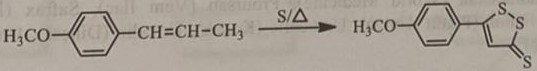 H₃CO CH=CH-CH₃ S/△ H₃CO S S S